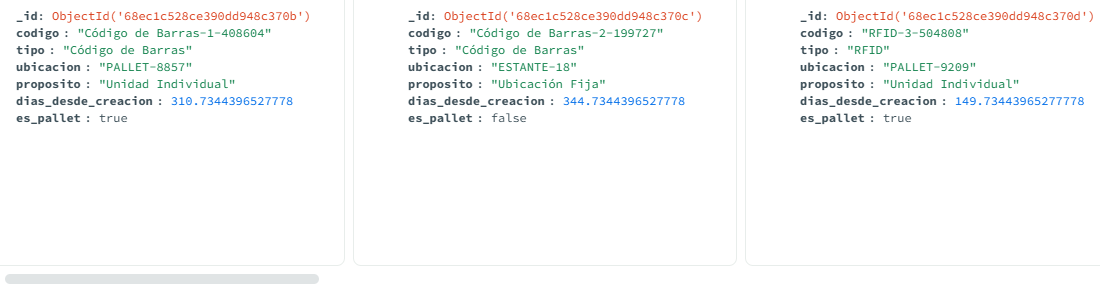 _id: ObjectId('68ec1c528ce390dd948c370b')
codigo : "Código de Barras-1-408604"
tipo : "Código de Barras"
ubicacion : "PALLET-8857"
proposito : "Unidad Individual"
dias_desde_creacion : 310.7344396527778
es_pallet : true
_id: ObjectId('68ec1c528ce390dd948c370c')
codigo : "Código de Barras-2-199727"
tipo : "Código de Barras"
ubicacion : "ESTANTE-18"
proposito : "Ubicación Fija"
dias_desde_creacion : 344.7344396527778
es_pallet : false
_id: ObjectId('68ec1c528ce390dd948c370d')
codigo : "RFID-3-504808"
tipo : "RFID"
ubicacion : "PALLET-9209"
proposito : "Unidad Individual"
dias_desde_creacion : 149.73443965277778
es_pallet : true